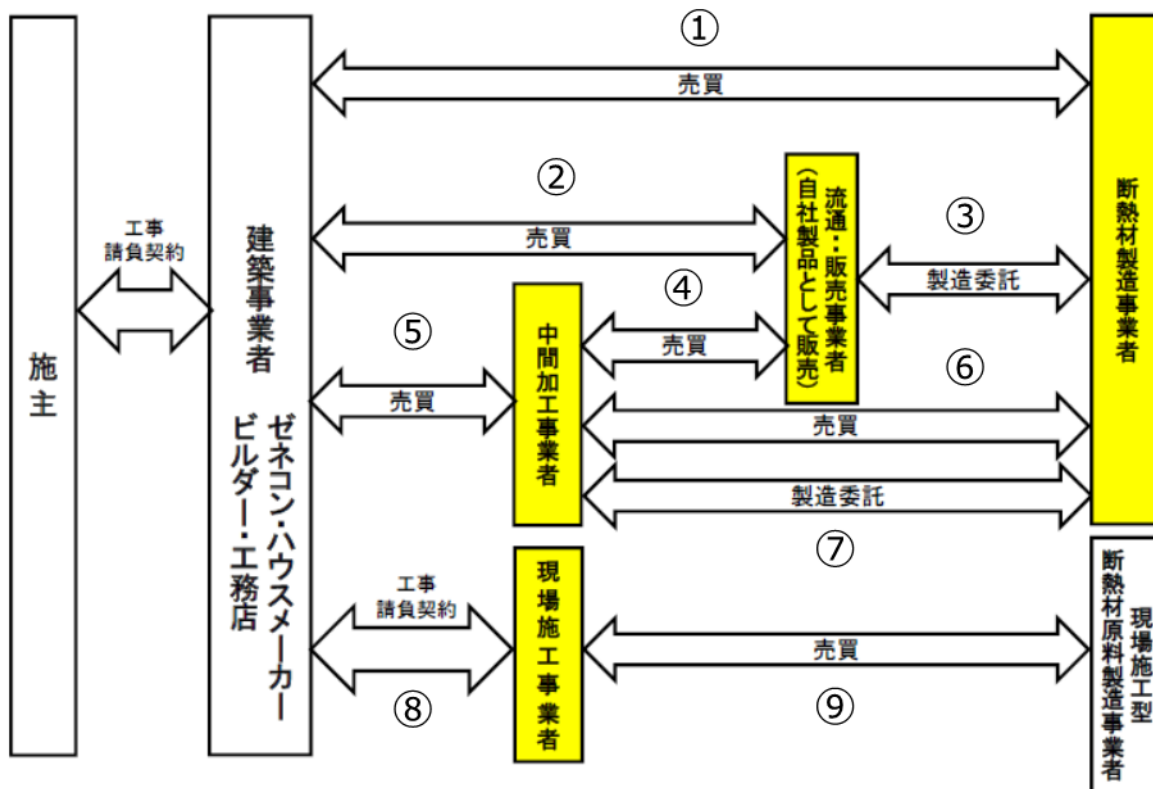 ①
売買
②
売買
流通・販売事業者
（自社製品として販売）
③
製造委託
断熱材製造事業者
工事
請負契約
施主
建築事業者
ゼネコン・ハウスメーカー
ビルダー・工務店
④
売買
⑤
売買
中間加工事業者
⑥
売買
製造委託
⑦
工事
請負契約
⑧
現場施工事業者
売買
⑨
現場施工型
断熱材原料製造事業者